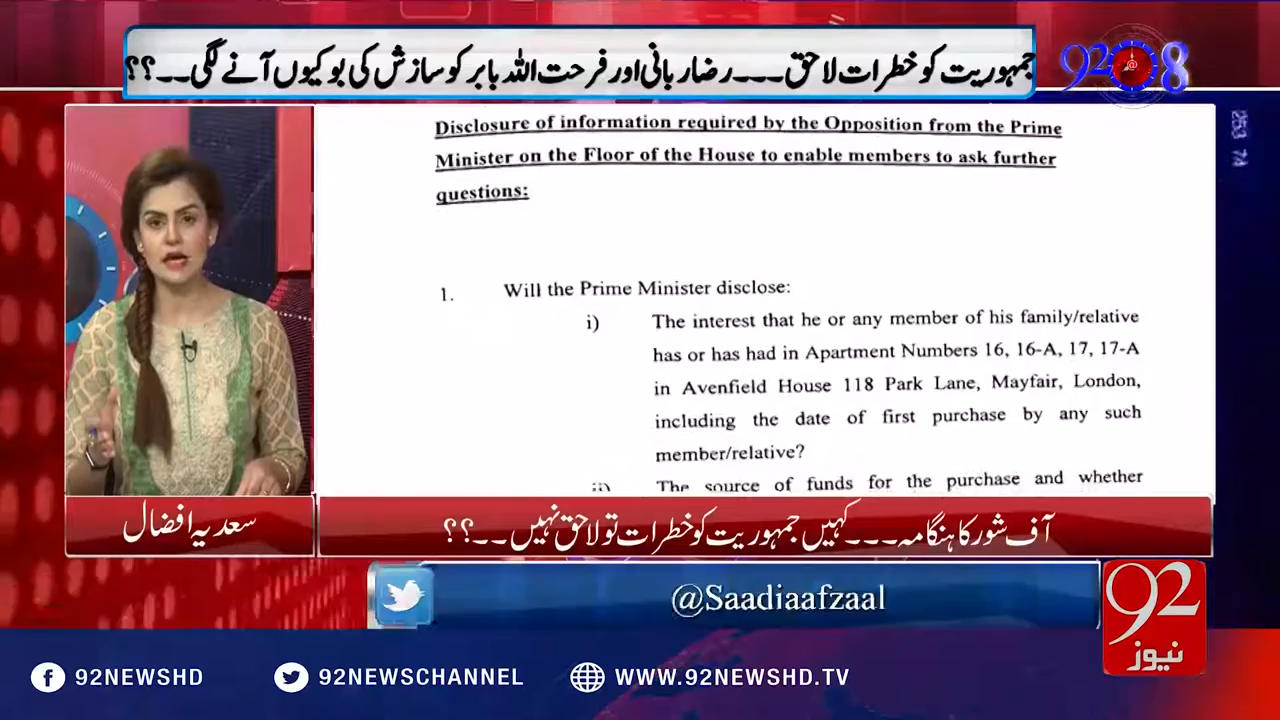 جمہوریت کو خطرات لاحق۔۔۔رضا ربانی اور فرحت اللہ بابر کو سازش کی بو کیوں آنے لگی۔۔؟؟
92 @ 8
Disclosure of information required by the Opposition from the Prime
Minister on the Floor of the House to enable members to ask further
questions:
1. Will the Prime Minister disclose:
i) The interest that he or any member of his family/relative
has or has had in Apartment Numbers 16, 16-A, 17, 17-A
in Avenfield House 118 Park Lane, Mayfair, London,
including the date of first purchase by any such
member/relative?
ii) The source of funds for the purchase and whether
سعدیہ افضال
آف شور کا ہنگامہ۔۔۔کہیں جمہوریت کو خطرات تو لاحق نہیں۔۔؟؟
@Saadiaafzaal
92
نیوز
92NEWSHD
92NEWSCHANNEL
WWW.92NEWSHD.TV